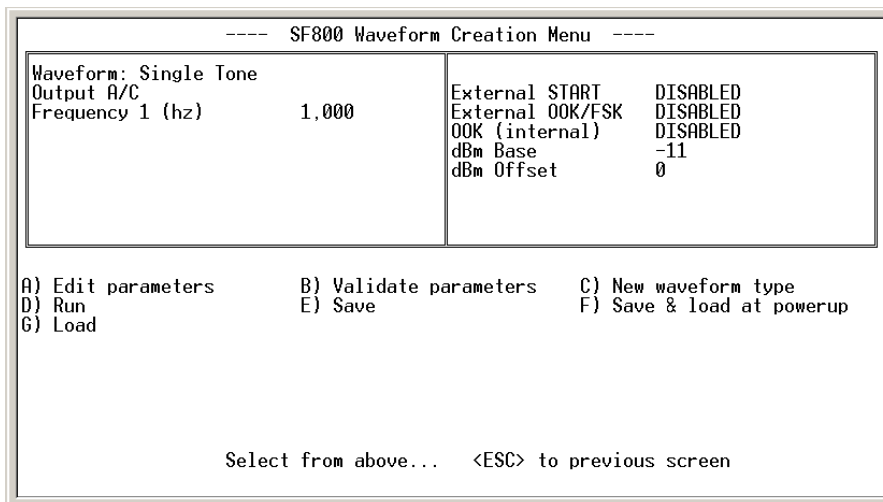 ---- SF800 Waveform Creation Menu ----
Waveform: Single Tone
Output A/C
Frequency 1 (hz) 1,000
External START DISABLED
External OOK/FSK DISABLED
OOK (internal) DISABLED
dBm Base -11
dBm Offset 0
A) Edit parameters B) Validate parameters C) New waveform type
D) Run E) Save F) Save & load at powerup
G) Load
Select from above... <ESC> to previous screen